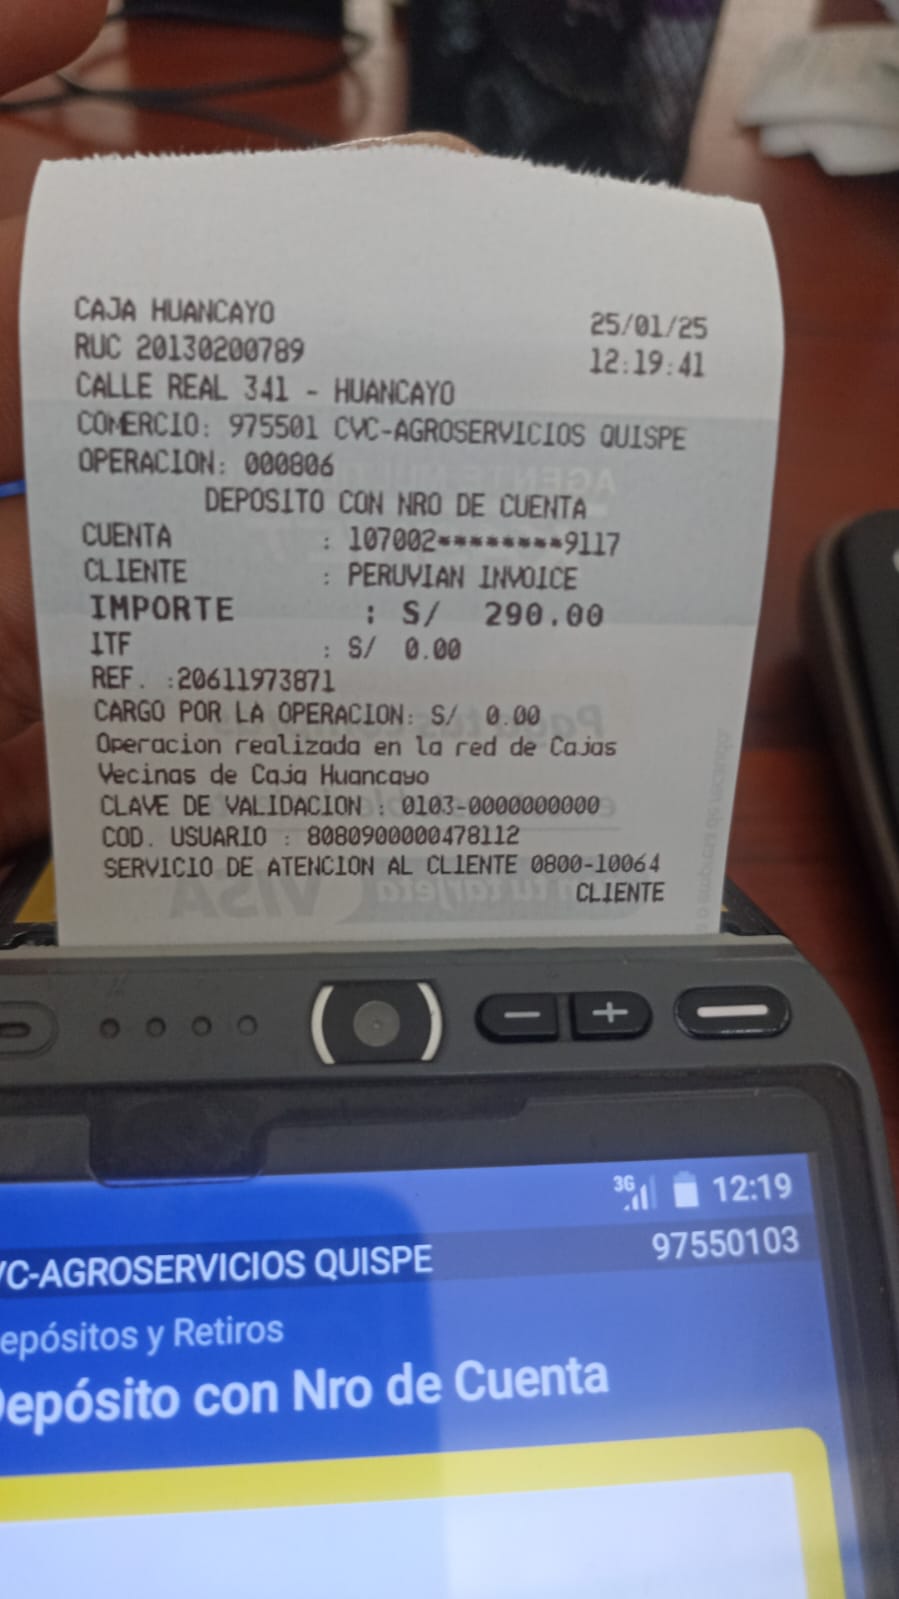 CAJA HUANCAYO 25/01/25
RUC 20130200789 12:19:41
CALLE REAL 341 - HUANCAYO
COMERCIO: 975501 CVC-AGROSERVICIOS QUISPE
OPERACION: 000806
DEPOSITO CON NRO DE CUENTA
CUENTA : 107002********9117
CLIENTE : PERUVIAN INVOICE
IMPORTE : S/ 290.00
ITF : S/ 0.00
REF. :20611973871
CARGO POR LA OPERACION: S/ 0.00
Operacion realizada en la red de Cajas
Vecinas de Caja Huancayo
CLAVE DE VALIDACION : 0103-0000000000
COD. USUARIO : 8080900000478112
SERVICIO DE ATENCION AL CLIENTE 0800-10064
CLIENTE
VISA
3G 12:19
VC-AGROSERVICIOS QUISPE 97550103
epósitos y Retiros
Depósito con Nro de Cuenta